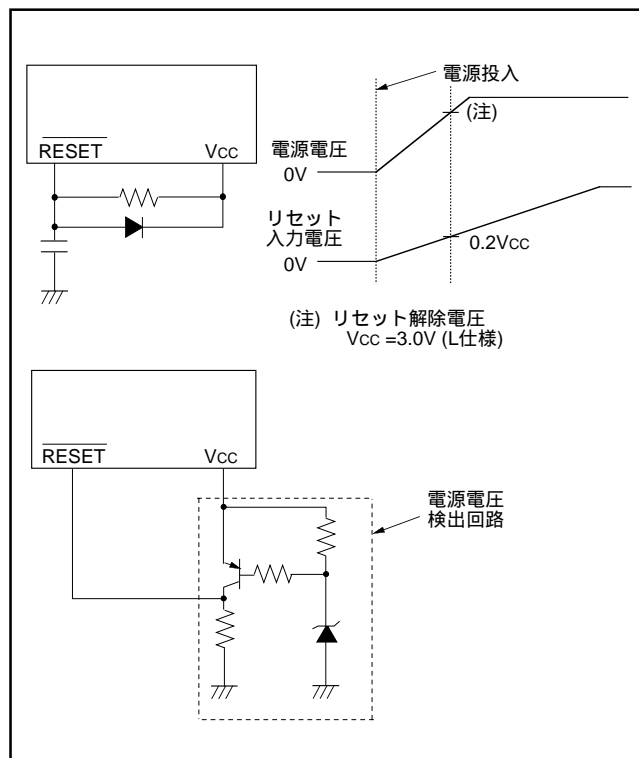 RESET
Vcc
電源投入
(注)
電源電圧
0V
リセット
入力電圧
0V
0.2Vcc
(注) リセット解除電圧
Vcc =3.0V (L仕様)
RESET
Vcc
電源電圧
検出回路